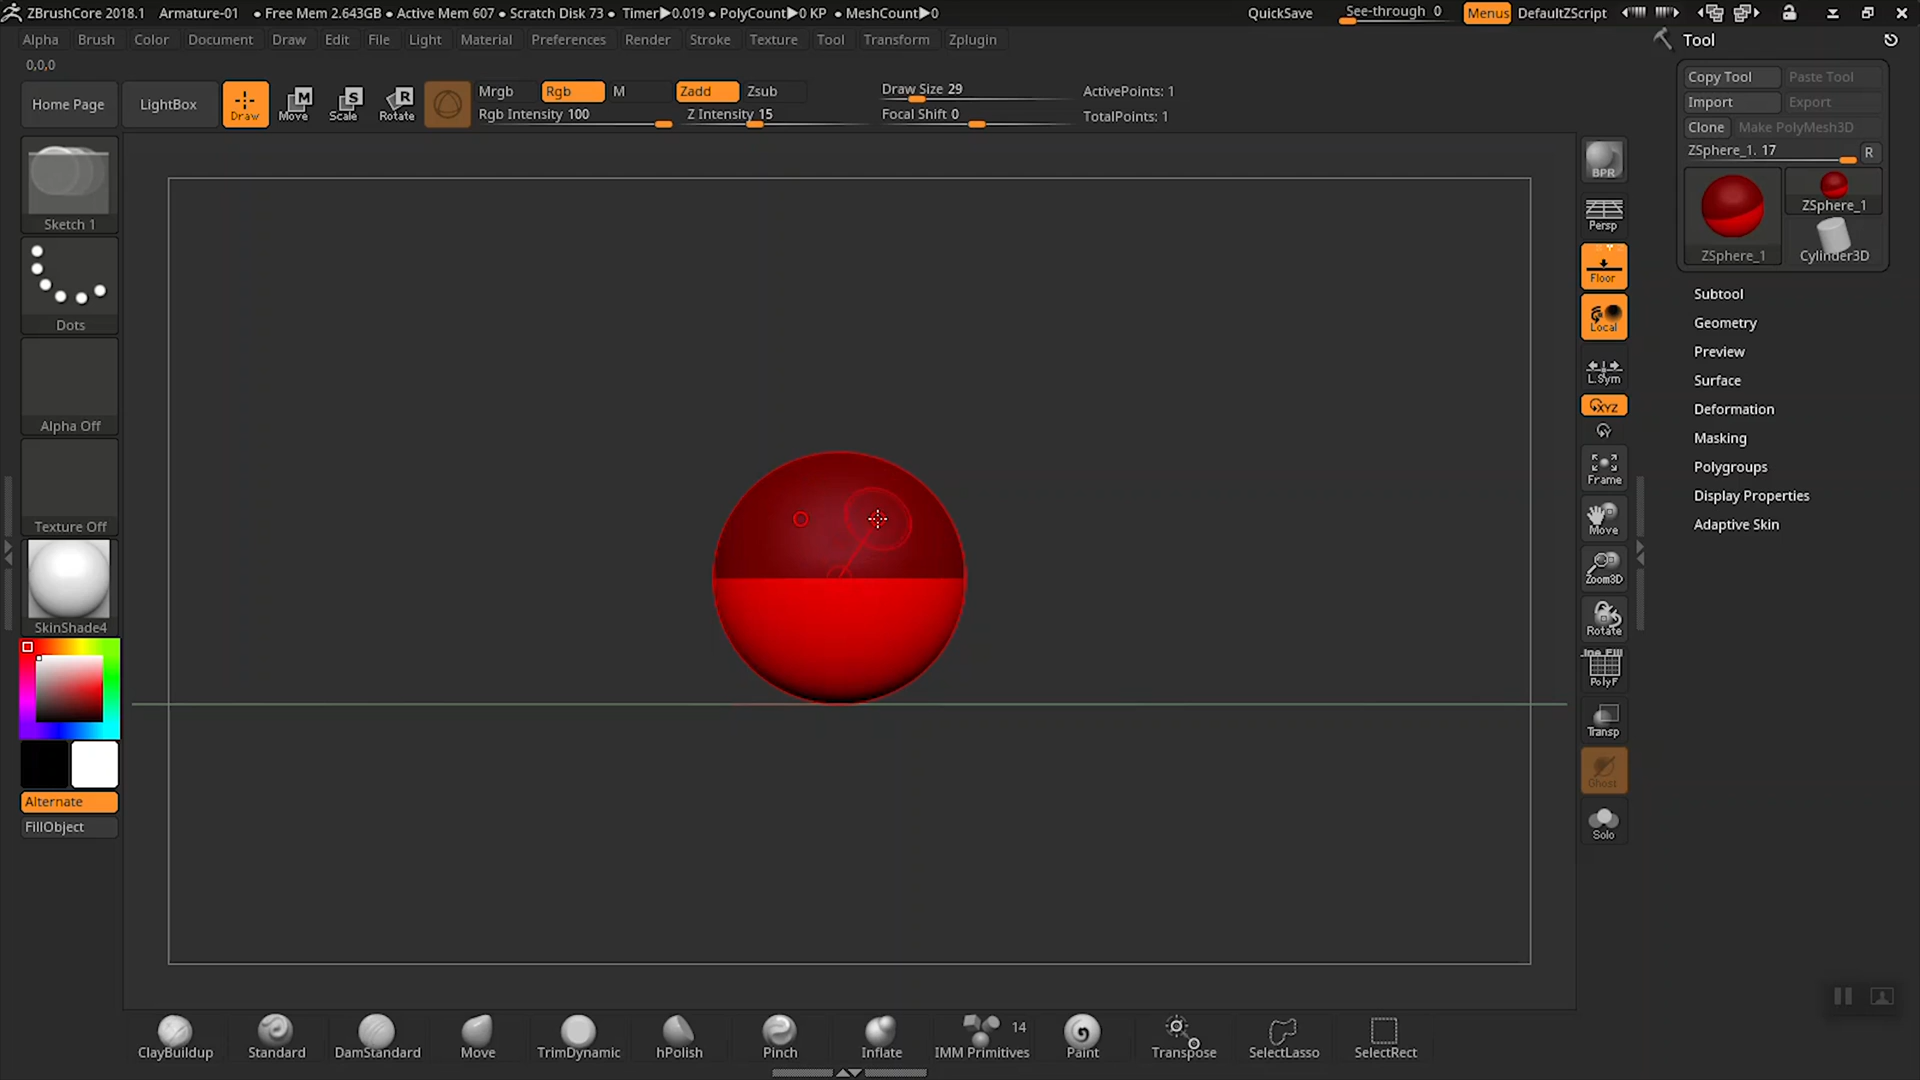 ZBrushCore 2018.1 Armature-01 • Free Mem 2.643GB • Active Mem 607 • Scratch Disk 73 • Timer▶0.019 • PolyCount▶0 KP • MeshCount▶0 QuickSave See-through 0 Menus DefaultZScript
Alpha Brush Color Document Draw Edit File Light Material Preferences Render Stroke Texture Tool Transform Zplugin
Tool
0,0,0
Home Page LightBox Draw Move Scale Rotate
M S R
Mrgb Rgb M Zadd Zsub
Rgb Intensity 100 Z Intensity 15
Draw Size 29
Focal Shift 0
ActivePoints: 1
TotalPoints: 1
Copy Tool Paste Tool
Import Export
Clone Make PolyMesh3D
ZSphere_1. 17 R
ZSphere_1
ZSphere_1 Cylinder3D
Subtool
Geometry
Preview
Surface
Deformation
Masking
Polygroups
Display Properties
Adaptive Skin
Sketch 1
Dots
Alpha Off
Texture Off
SkinShade4
Alternate
FillObject
BPR
Persp
Floor
Local
L.Sym
XYZ
Y
Frame
Move
Zoom3D
Rotate
Line Fill
PolyF
Transp
Ghost
Solo
14
ClayBuildup Standard DamStandard Move TrimDynamic hPolish Pinch Inflate IMM Primitives Paint Transpose SelectLasso SelectRect